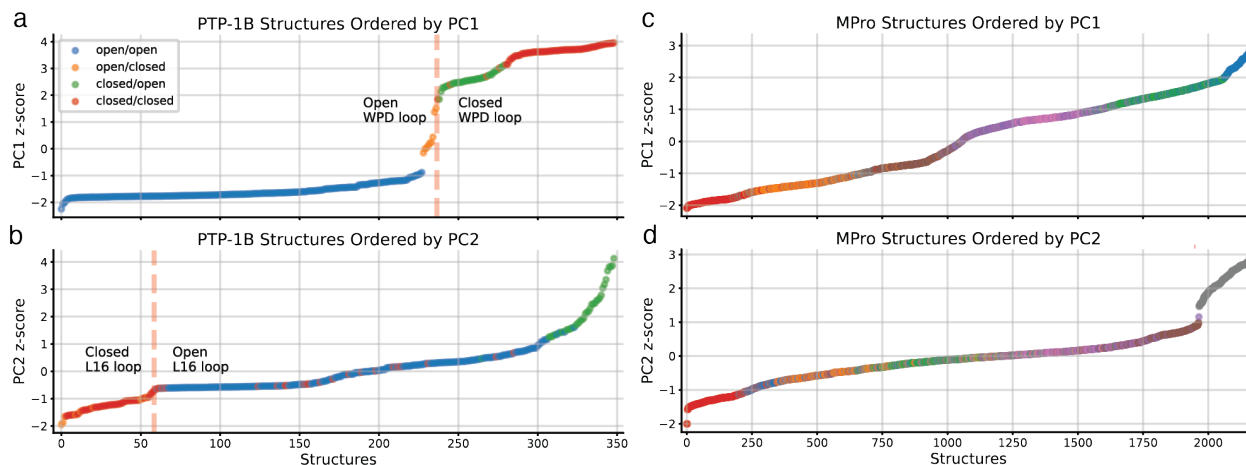 a
PTP-1B Structures Ordered by PC1
PC1 z-score
4
3
2
1
0
−1
−2
open/open
open/closed
closed/open
closed/closed
Open
WPD loop
Closed
WPD loop
b
PTP-1B Structures Ordered by PC2
PC2 z-score
4
3
2
1
0
−1
−2
Closed
L16 loop
Open
L16 loop
0
50
100
150
200
250
300
350
Structures
c
MPro Structures Ordered by PC1
PC1 z-score
3
2
1
0
−1
−2
d
MPro Structures Ordered by PC2
PC2 z-score
3
2
1
0
−1
−2
0
250
500
750
1000
1250
1500
1750
2000
Structures